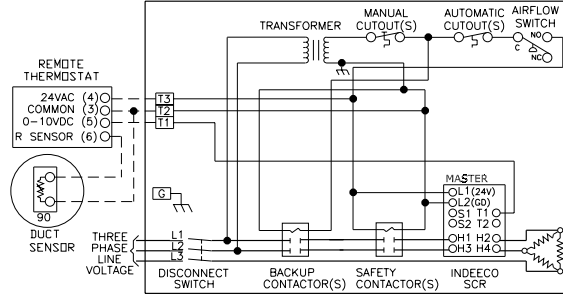 TRANSFORMER
MANUAL
CUTOUT(S)
AUTOMATIC
CUTOUT(S)
AIRFLOW
SWITCH
NO
C
NC
REMOTE
THERMOSTAT
24VAC (4)
COMMON (3)
0-10VDC (5)
R SENSOR (6)
T3
T2
T1
90
DUCT
SENSOR
G
MASTER
L1(24V)
L2(GD)
S1 T1
S2 T2
H1 H2
H3 H4
INDEECO
SCR
THREE
PHASE
LINE
VOLTAGE
L1
L2
L3
DISCONNECT
SWITCH
BACKUP
CONTACTOR(S)
SAFETY
CONTACTOR(S)